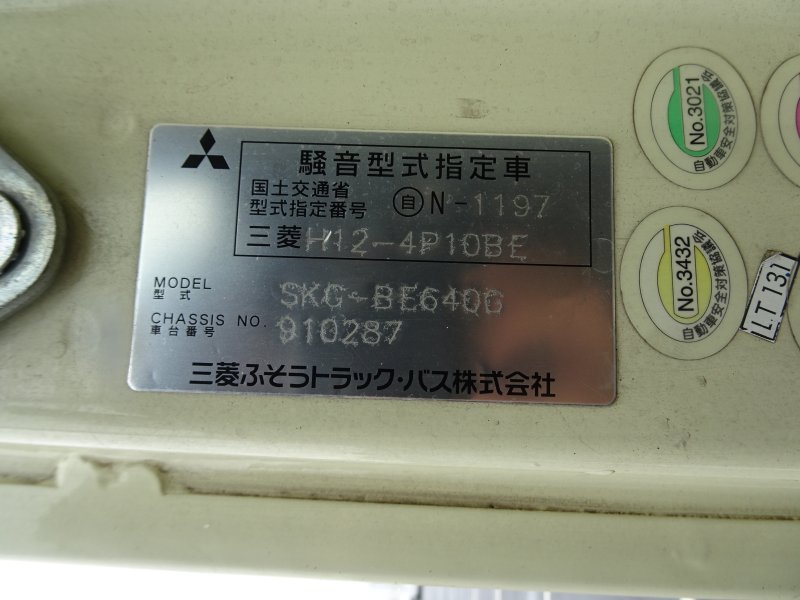 騒音型式指定車
国土交通省
型式指定番号 自 N-1197
三菱 H12-4P10BE
MODEL
型式
SKG-BE640G
CHASSIS NO.
車台番号
910287
三菱ふそうトラック・バス株式会社
No.3021
自動車安全対策協議会
No.3432
自動車安全対策協議会
LT 131